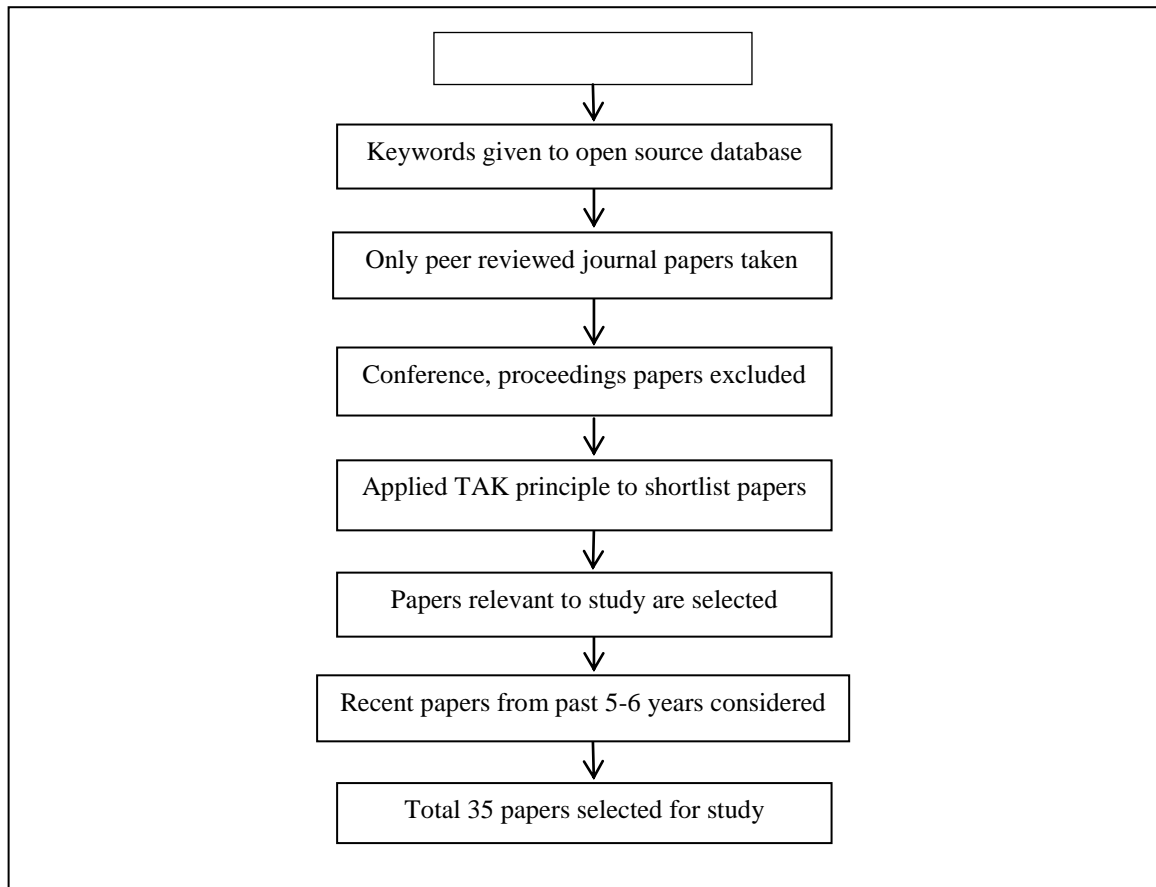 Keywords given to open source database
Only peer reviewed journal papers taken
Conference, proceedings papers excluded
Applied TAK principle to shortlist papers
Papers relevant to study are selected
Recent papers from past 5-6 years considered
Total 35 papers selected for study